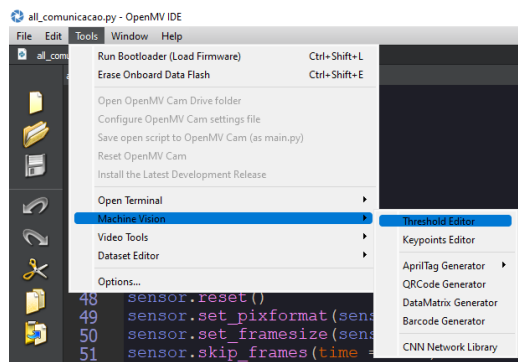 all_comunicacao.py - OpenMV IDE
File Edit Tools Window Help
Run Bootloader (Load Firmware) Ctrl+Shift+L
Erase Onboard Data Flash Ctrl+Shift+E
Open OpenMV Cam Drive folder
Configure OpenMV Cam settings file
Save open script to OpenMV Cam (as main.py)
Reset OpenMV Cam
Install the Latest Development Release
Open Terminal
Machine Vision
Video Tools
Dataset Editor
Options...
Threshold Editor
Keypoints Editor
AprilTag Generator
QRCode Generator
DataMatrix Generator
Barcode Generator
CNN Network Library
48 sensor.reset()
49 sensor.set_pixformat(sens
50 sensor.set_framesize(sens
51 sensor.skip_frames(time =